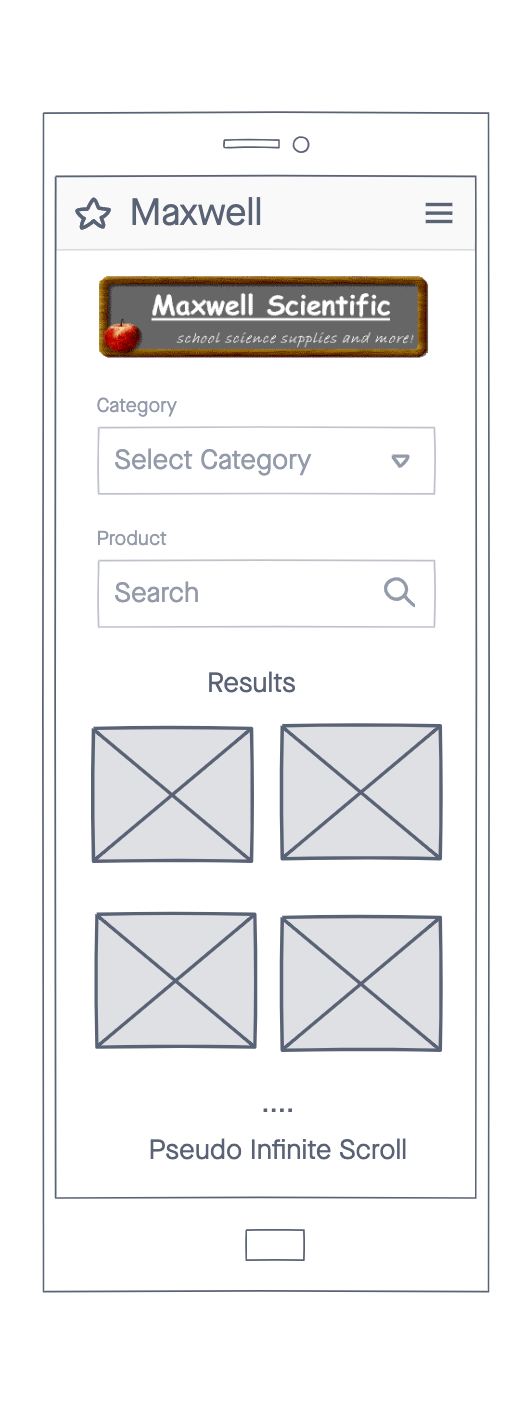 Maxwell
Maxwell Scientific
school science supplies and more!
Category
Select Category
Product
Search
Results
....
Pseudo Infinite Scroll